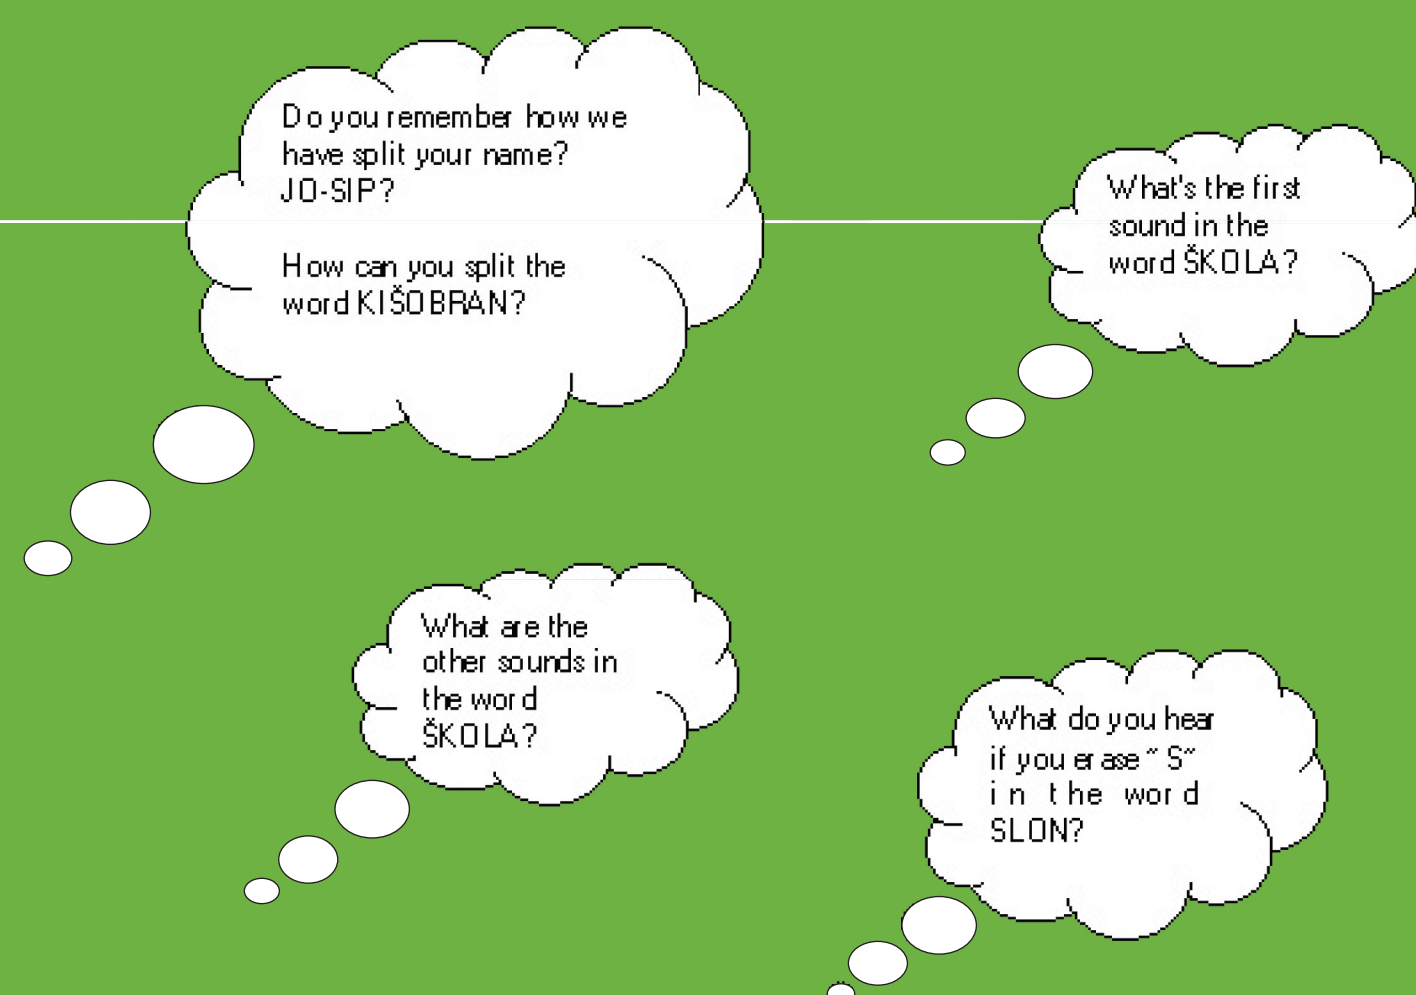 Do you remember how we
have split your name?
JO-SIP?
How can you split the
word KIŠOBRAN?
What's the first
sound in the
word ŠKOLA?
What are the
other sounds in
the word
ŠKOLA?
What do you hear
if you erase ˝ S˝
in the word
SLON?